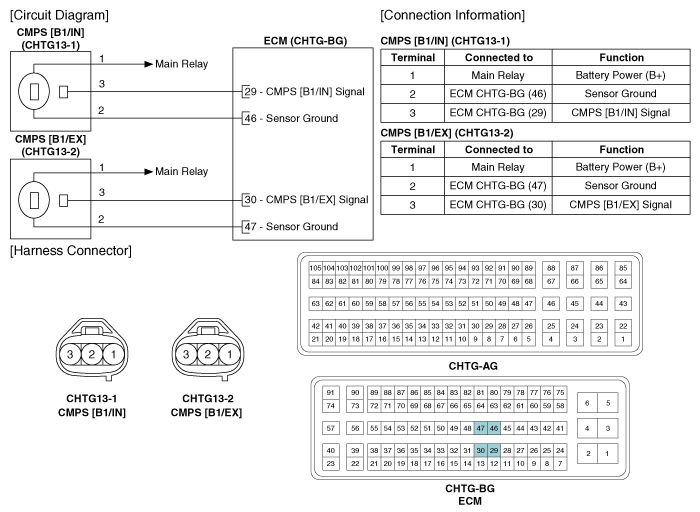 [Circuit Diagram]
CMPS [B1/IN]
(CHTG13-1)
ECM (CHTG-BG)
1
Main Relay
3
29 - CMPS [B1/IN] Signal
2
46 - Sensor Ground
CMPS [B1/EX]
(CHTG13-2)
1
Main Relay
3
30 - CMPS [B1/EX] Signal
2
47 - Sensor Ground
[Connection Information]
CMPS [B1/IN] (CHTG13-1)
Terminal Connected to Function
1 Main Relay Battery Power (B+)
2 ECM CHTG-BG (46) Sensor Ground
3 ECM CHTG-BG (29) CMPS [B1/IN] Signal
CMPS [B1/EX] (CHTG13-2)
Terminal Connected to Function
1 Main Relay Battery Power (B+)
2 ECM CHTG-BG (47) Sensor Ground
3 ECM CHTG-BG (30) CMPS [B1/EX] Signal
[Harness Connector]
3 2 1
CHTG13-1
CMPS [B1/IN]
3 2 1
CHTG13-2
CMPS [B1/EX]
105 104 103 102 101 100 99 98 97 96 95 94 93 92 91 90 89 88 87 86 85
84 83 82 81 80 79 78 77 76 75 74 73 72 71 70 69 68 67 66 65 64
63 62 61 60 59 58 57 56 55 54 53 52 51 50 49 48 47 46 45 44 43
42 41 40 39 38 37 36 35 34 33 32 31 30 29 28 27 26 25 24 23 22
21 20 19 18 17 16 15 14 13 12 11 10 9 8 7 6 5 4 3 2 1
CHTG-AG
91 90 89 88 87 86 85 84 83 82 81 80 79 78 77 76 75
74 73 72 71 70 69 68 67 66 65 64 63 62 61 60 59 58
6 5
57 56 55 54 53 52 51 50 49 48 47 46 45 44 43 42 41
4 3
40 39 38 37 36 35 34 33 32 31 30 29 28 27 26 25 24
23 22 21 20 19 18 17 16 15 14 13 12 11 10 9 8 7
2 1
CHTG-BG
ECM